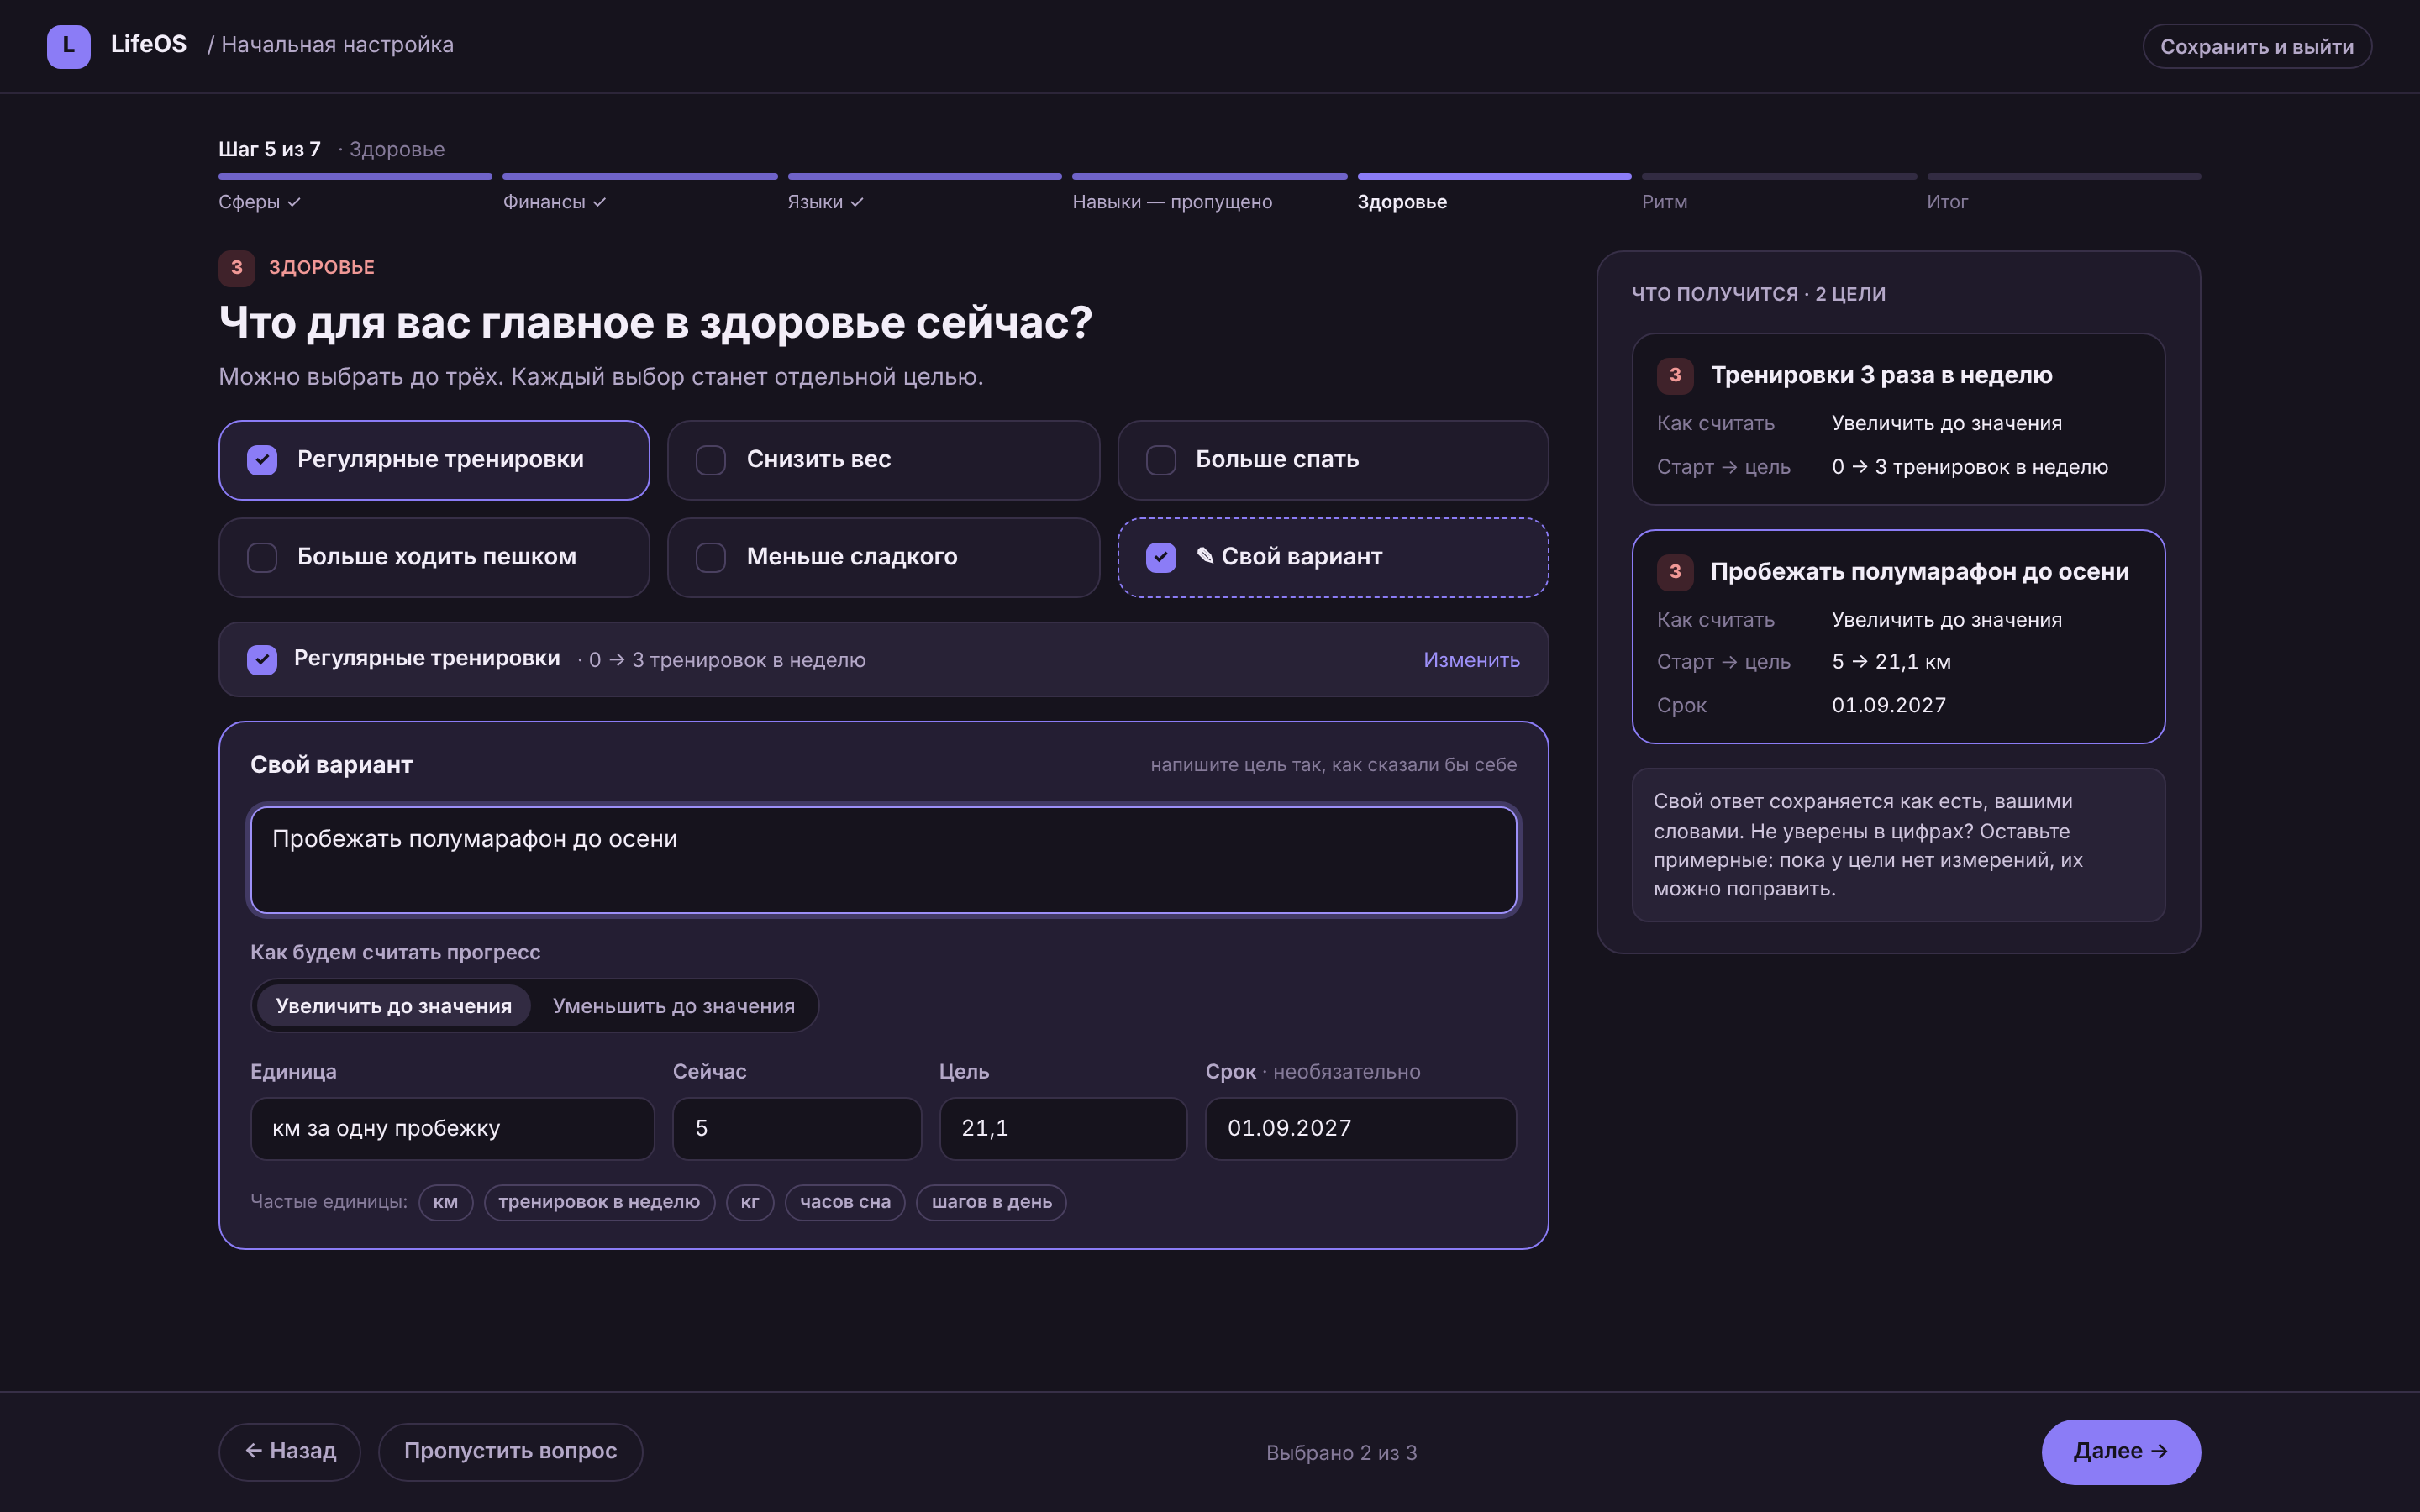 L LifeOS / Начальная настройка
Сохранить и выйти
Шаг 5 из 7 · Здоровье
Сферы ✓
Финансы ✓
Языки ✓
Навыки — пропущено
Здоровье
Ритм
Итог
З ЗДОРОВЬЕ
Что для вас главное в здоровье сейчас?
Можно выбрать до трёх. Каждый выбор станет отдельной целью.
Регулярные тренировки
Снизить вес
Больше спать
Больше ходить пешком
Меньше сладкого
✎ Свой вариант
Регулярные тренировки · 0 → 3 тренировок в неделю
Изменить
Свой вариант
напишите цель так, как сказали бы себе
Пробежать полумарафон до осени
Как будем считать прогресс
Увеличить до значения
Уменьшить до значения
Единица
Сейчас
Цель
Срок · необязательно
км за одну пробежку
5
21,1
01.09.2027
Частые единицы: км тренировок в неделю кг часов сна шагов в день
ЧТО ПОЛУЧИТСЯ · 2 ЦЕЛИ
З Тренировки 3 раза в неделю
Как считать Увеличить до значения
Старт → цель 0 → 3 тренировок в неделю
З Пробежать полумарафон до осени
Как считать Увеличить до значения
Старт → цель 5 → 21,1 км
Срок 01.09.2027
Свой ответ сохраняется как есть, вашими
словами. Не уверены в цифрах? Оставьте
примерные: пока у цели нет измерений, их
можно поправить.
← Назад
Пропустить вопрос
Выбрано 2 из 3
Далее →